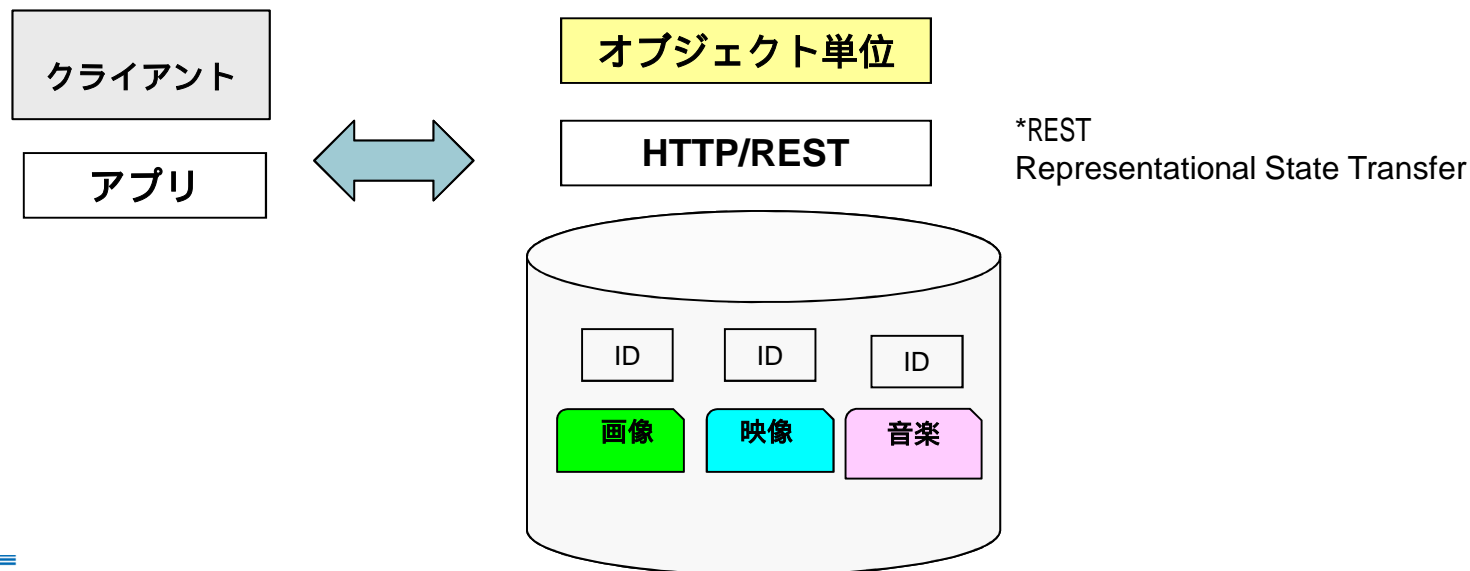 クライアント
アプリ
オブジェクト単位
HTTP/REST
*REST
Representational State Transfer
ID
ID
ID
画像
映像
音楽